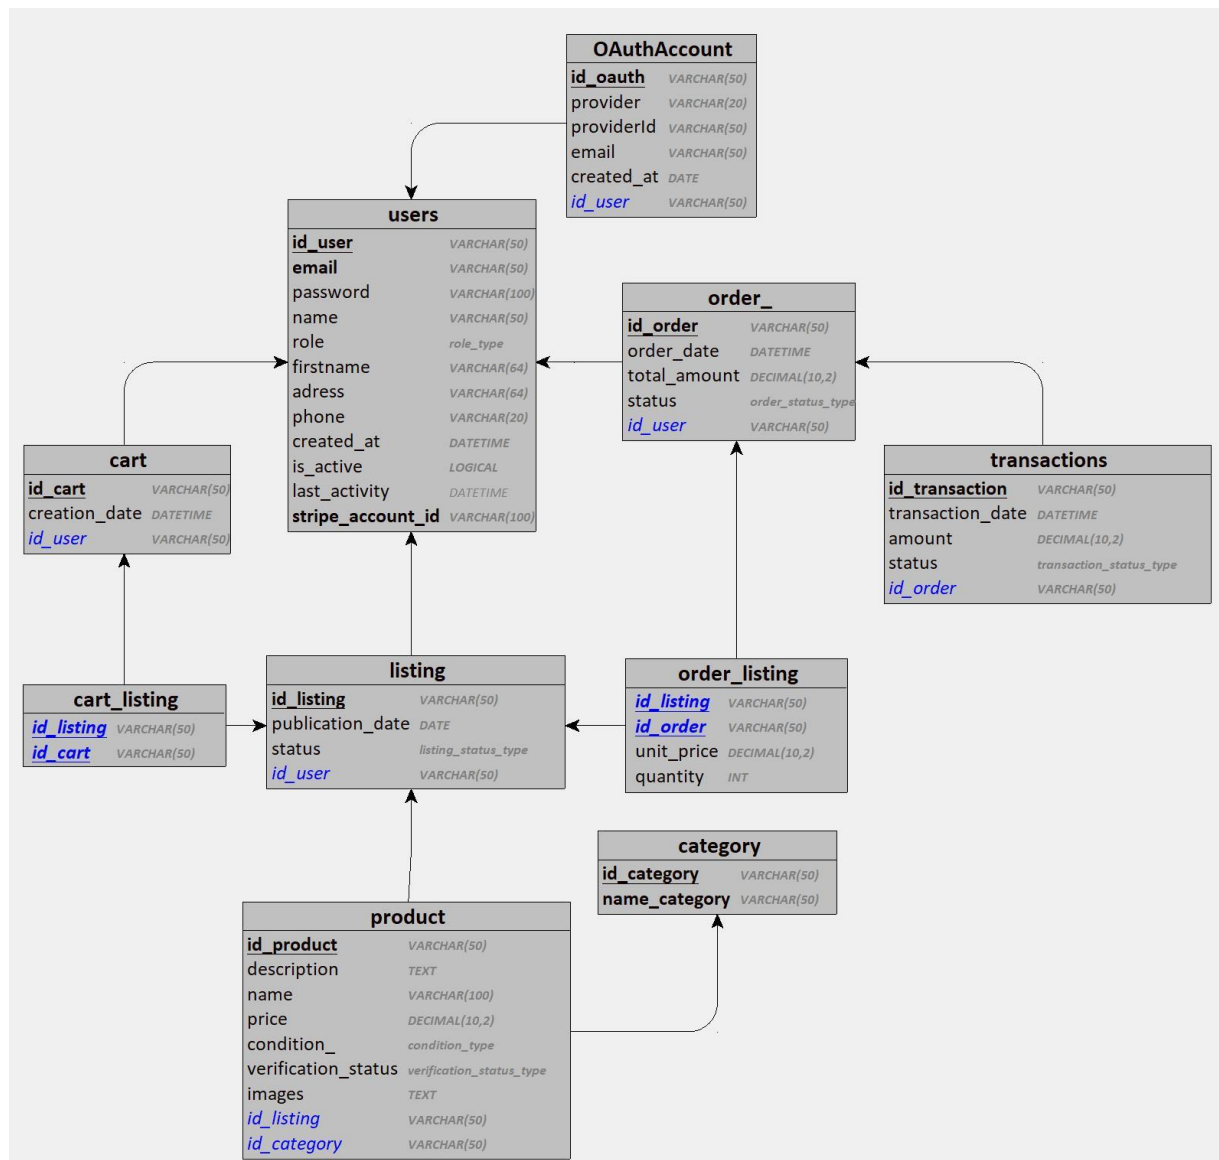 OAuthAccount
id_oauth VARCHAR(50)
provider VARCHAR(20)
providerId VARCHAR(50)
email VARCHAR(50)
created_at DATE
id_user VARCHAR(50)
users
id_user VARCHAR(50)
email VARCHAR(50)
password VARCHAR(100)
name VARCHAR(50)
role role_type
firstname VARCHAR(64)
adress VARCHAR(64)
phone VARCHAR(20)
created_at DATETIME
is_active LOGICAL
last_activity DATETIME
stripe_account_id VARCHAR(100)
order_
id_order VARCHAR(50)
order_date DATETIME
total_amount DECIMAL(10,2)
status order_status_type
id_user VARCHAR(50)
cart
id_cart VARCHAR(50)
creation_date DATETIME
id_user VARCHAR(50)
transactions
id_transaction VARCHAR(50)
transaction_date DATETIME
amount DECIMAL(10,2)
status transaction_status_type
id_order VARCHAR(50)
cart_listing
id_listing VARCHAR(50)
id_cart VARCHAR(50)
listing
id_listing VARCHAR(50)
publication_date DATE
status listing_status_type
id_user VARCHAR(50)
order_listing
id_listing VARCHAR(50)
id_order VARCHAR(50)
unit_price DECIMAL(10,2)
quantity INT
category
id_category VARCHAR(50)
name_category VARCHAR(50)
product
id_product VARCHAR(50)
description TEXT
name VARCHAR(100)
price DECIMAL(10,2)
condition_ condition_type
verification_status verification_status_type
images TEXT
id_listing VARCHAR(50)
id_category VARCHAR(50)